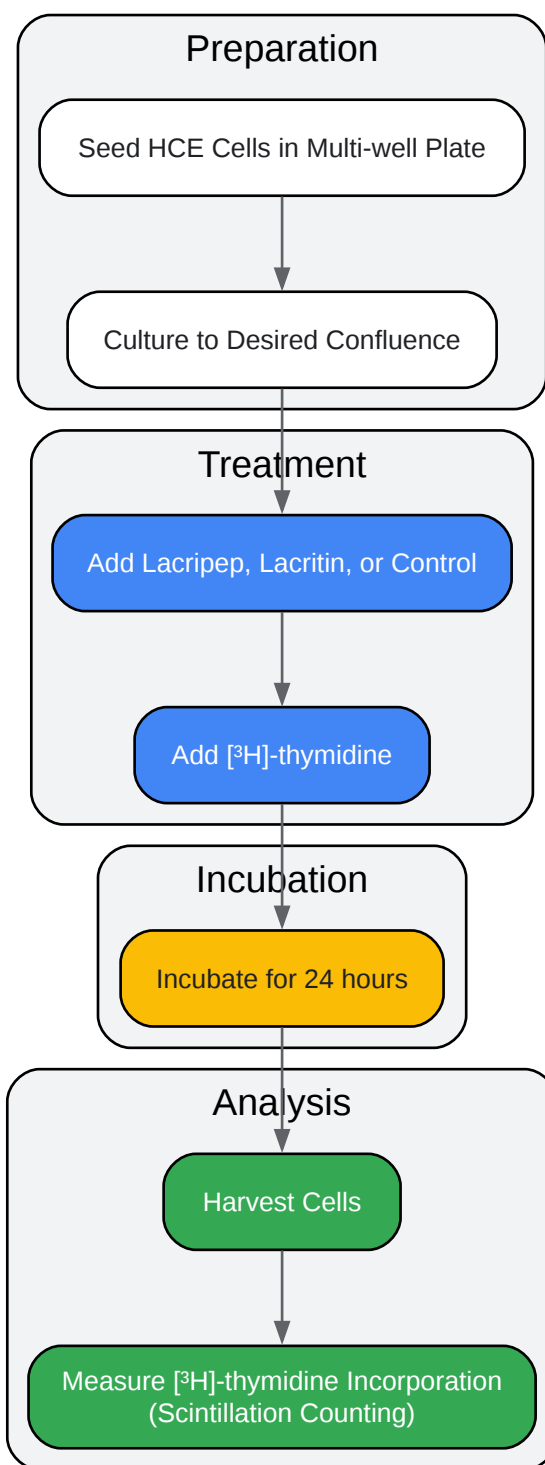 Preparation
Seed HCE Cells in Multi-well Plate
Culture to Desired Confluence
Treatment
Add Lacripep, Lacritin, or Control
Add [³H]-thymidine
Incubation
Incubate for 24 hours
Analysis
Harvest Cells
Measure [³H]-thymidine Incorporation
(Scintillation Counting)